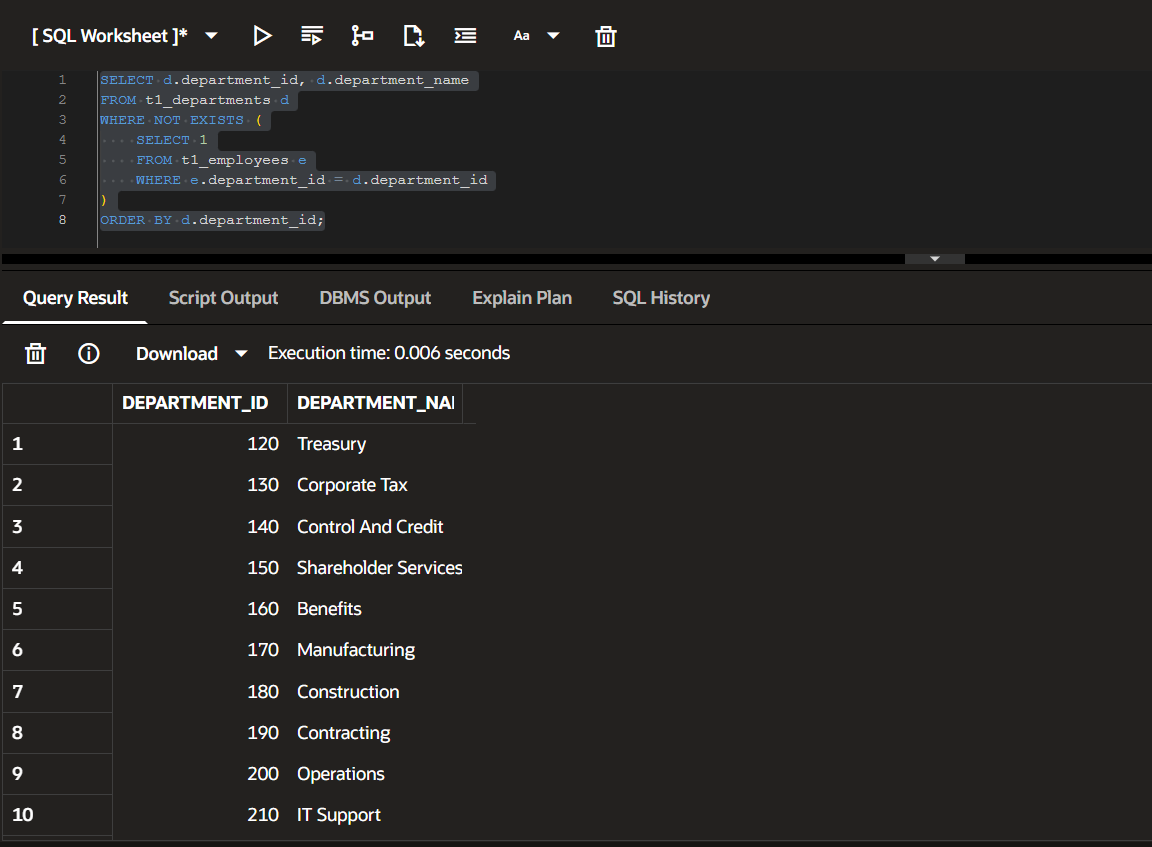 [ SQL Worksheet ]* Aa
1 SELECT d.department_id, d.department_name
2 FROM t1_departments d
3 WHERE NOT EXISTS (
4 SELECT 1
5 FROM t1_employees e
6 WHERE e.department_id = d.department_id
7 )
8 ORDER BY d.department_id;
Query Result Script Output DBMS Output Explain Plan SQL History
Download Execution time: 0.006 seconds
DEPARTMENT_ID DEPARTMENT_NAI
1 120 Treasury
2 130 Corporate Tax
3 140 Control And Credit
4 150 Shareholder Services
5 160 Benefits
6 170 Manufacturing
7 180 Construction
8 190 Contracting
9 200 Operations
10 210 IT Support